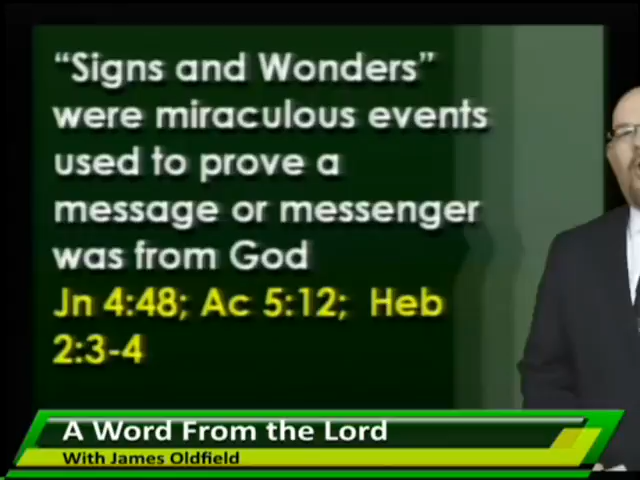 “Signs and Wonders”
were miraculous events
used to prove a
message or messenger
was from God
Jn 4:48; Ac 5:12; Heb
2:3-4
A Word From the Lord
With James Oldfield